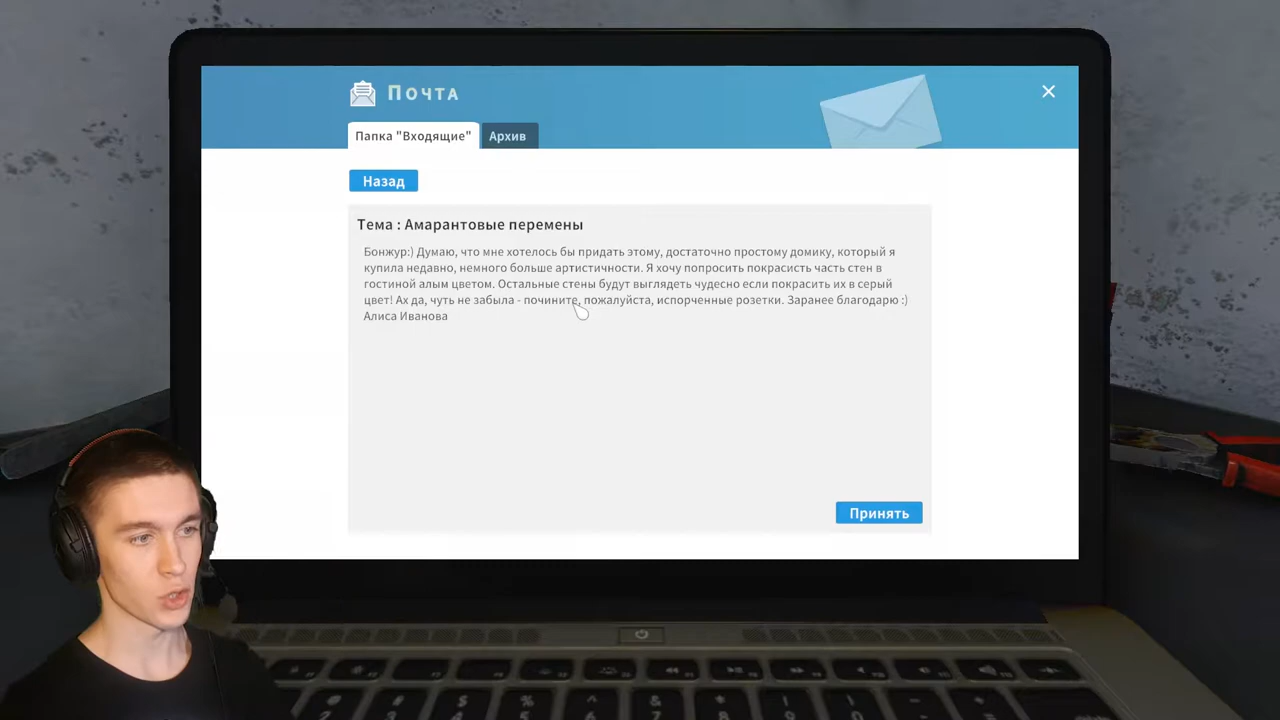 Почта
Папка "Входящие"
Архив
Назад
Тема : Амарантовые перемены
Бонжур:) Думаю, что мне хотелось бы придать этому, достаточно простому домику, который я
купила недавно, немного больше артистичности. Я хочу попросить покрасисть часть стен в
гостиной алым цветом. Остальные стены будут выглядеть чудесно если покрасить их в серый
цвет! Ах да, чуть не забыла - почините, пожалуйста, испорченные розетки. Заранее благодарю :)
Алиса Иванова
Принять